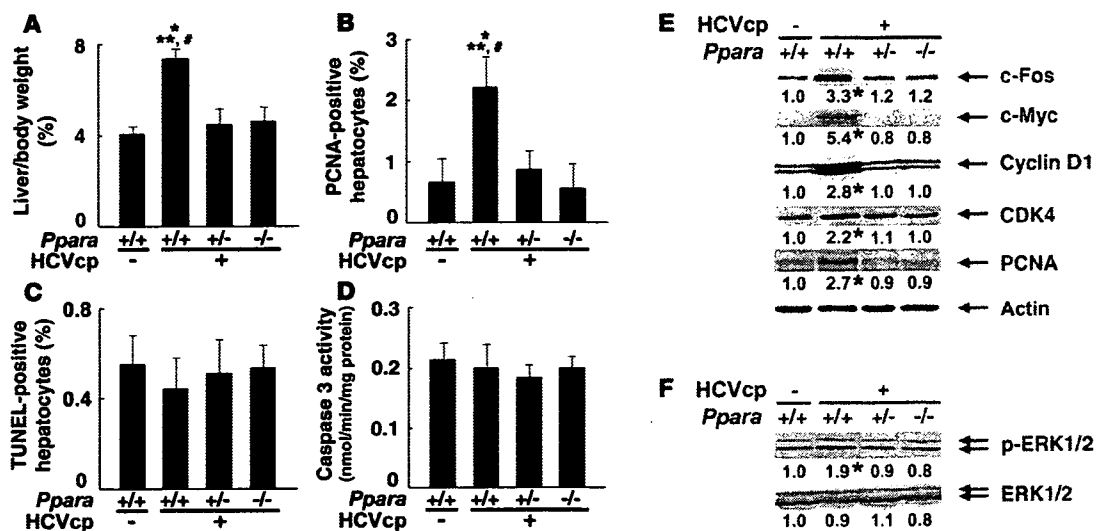 A
Liver/body weight (%)
8
4
0
*
**, #
Ppara +/+ +/+ +/- -/-
HCVcp - +
B
PCNA-positive hepatocytes (%)
3
2
1
0
*
**, #
Ppara +/+ +/+ +/- -/-
HCVcp - +
C
TUNEL-positive hepatocytes (%)
0.8
0.4
0
Ppara +/+ +/+ +/- -/-
HCVcp - +
D
Caspase 3 activity (nmol/min/mg protein)
0.3
0.2
0.1
0
Ppara +/+ +/+ +/- -/-
HCVcp - +
E
HCVcp - +
Ppara +/+ +/+ +/- -/-
c-Fos
1.0 3.3* 1.2 1.2
c-Myc
1.0 5.4* 0.8 0.8
Cyclin D1
1.0 2.8* 1.0 1.0
CDK4
1.0 2.2* 1.1 1.0
PCNA
1.0 2.7* 0.9 0.9
Actin
F
HCVcp - +
Ppara +/+ +/+ +/- -/-
p-ERK1/2
1.0 1.9* 0.9 0.8
ERK1/2
1.0 0.9 1.1 0.8